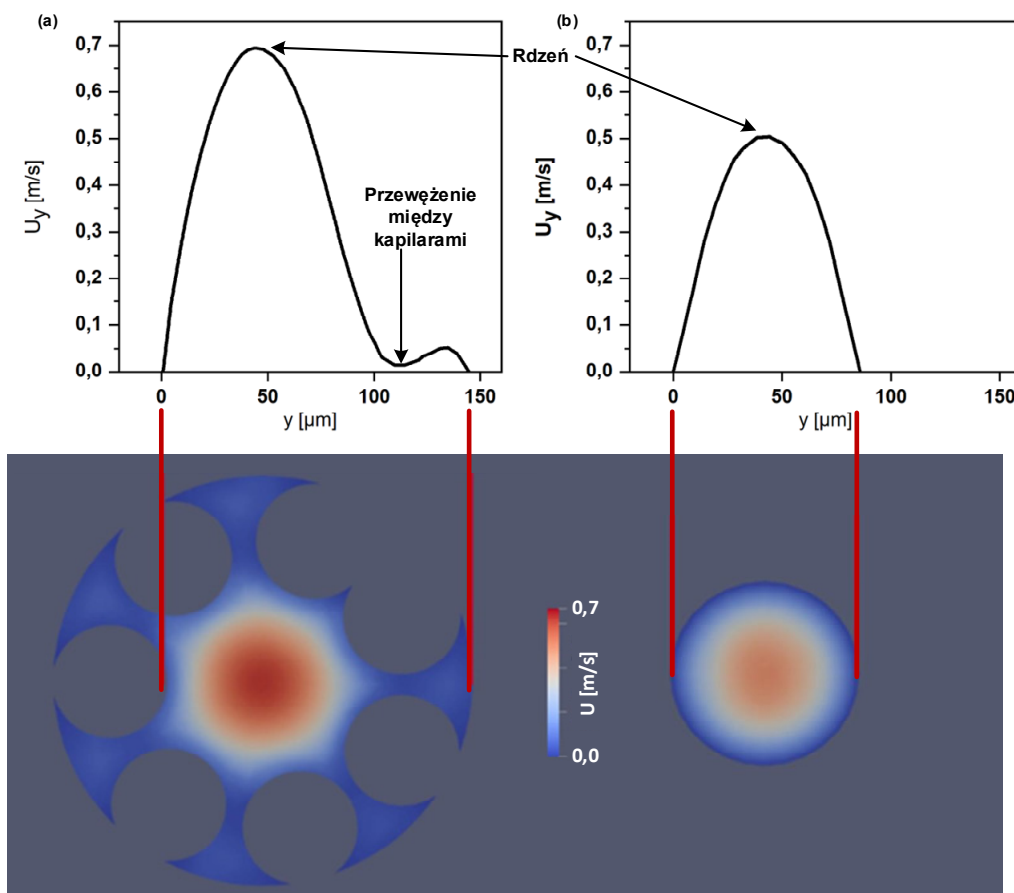 (a)
0,7
0,6
0,5
0,4
0,3
0,2
0,1
0,0
Uy [m/s]
0
50
100
150
y [µm]
Rdzeń
Przewężenie
między
kapilarami
(b)
0,7
0,6
0,5
0,4
0,3
0,2
0,1
0,0
Uy [m/s]
0
50
100
150
y [µm]
0,7
U [m/s]
0,0